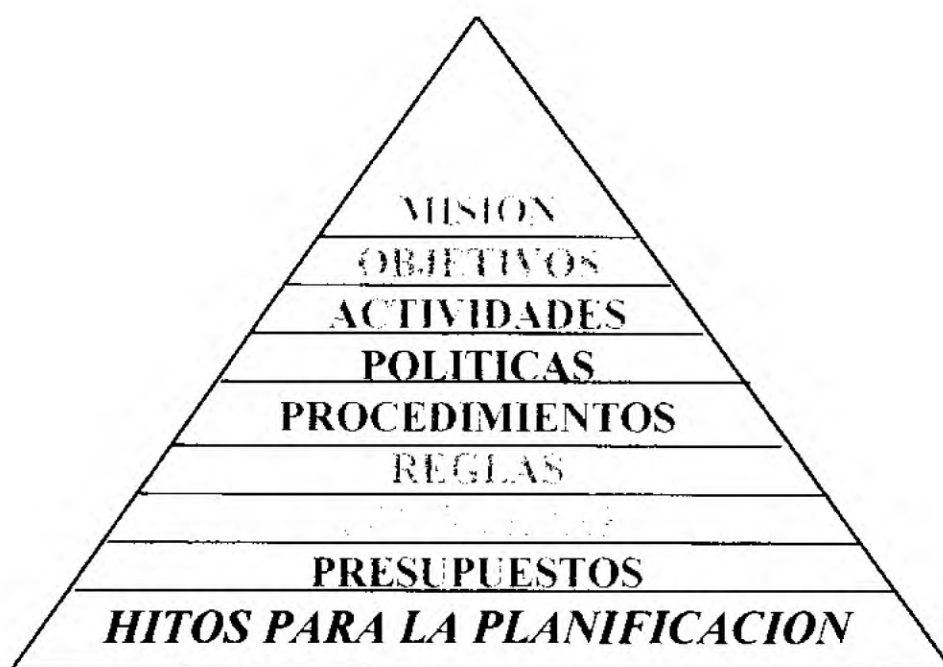 MISION
OBJETIVOS
ACTIVIDADES
POLITICAS
PROCEDIMIENTOS
REGLAS
PRESUPUESTOS
HITOS PARA LA PLANIFICACION